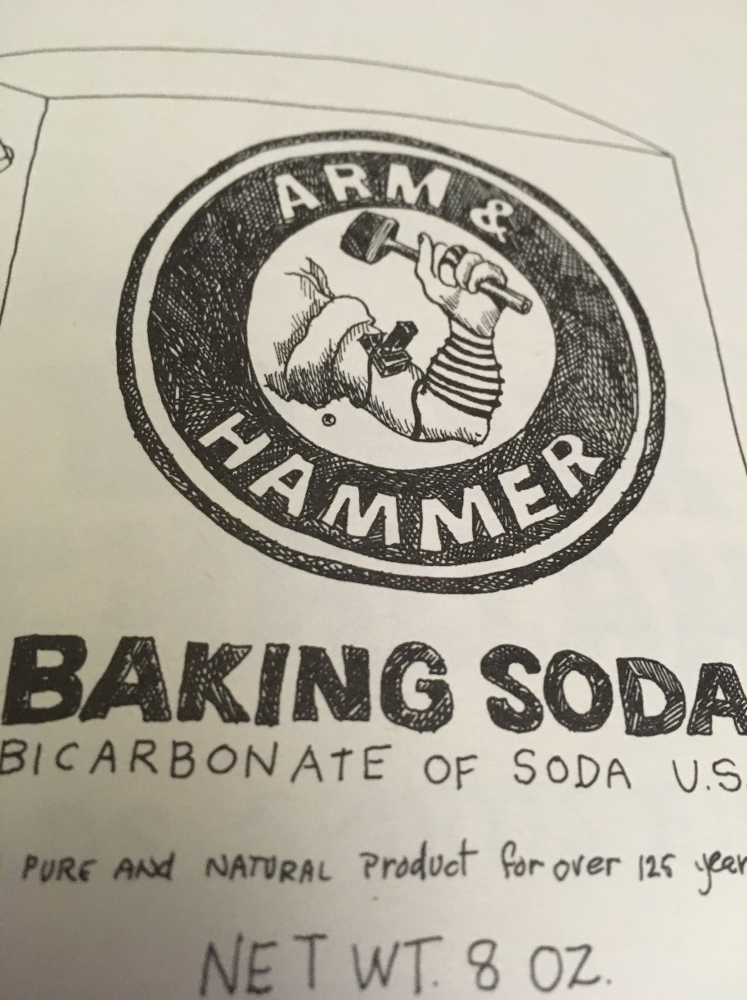 ARM &
®
HAMMER
BAKING SODA
BICARBONATE OF SODA U.S.
PURE ANd NATURAL Product for over 125 year
NET WT. 8 OZ.